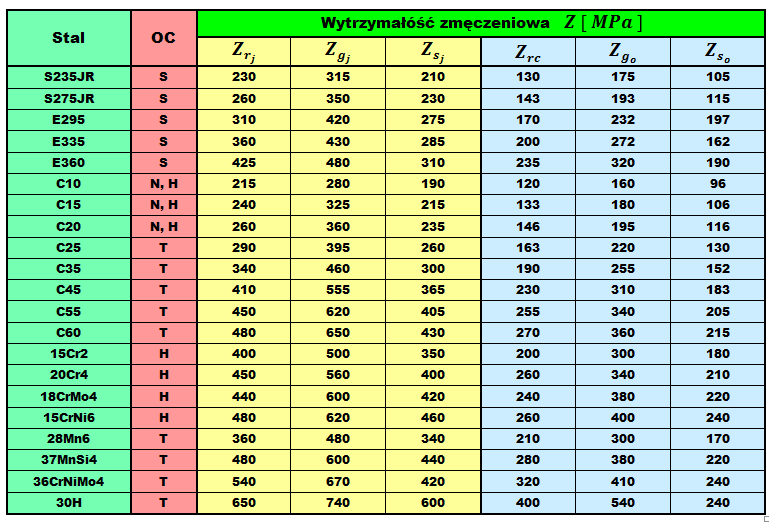 Stal OC Wytrzymałość zmęczeniowa Z [ MPa ]
Z_rj Z_gj Z_sj Z_rc Z_go Z_so
S235JR S 230 315 210 130 175 105
S275JR S 260 350 230 143 193 115
E295 S 310 420 275 170 232 197
E335 S 360 430 285 200 272 162
E360 S 425 480 310 235 320 190
C10 N, H 215 280 190 120 160 96
C15 N, H 240 325 215 133 180 106
C20 N, H 260 360 235 146 195 116
C25 T 290 395 260 163 220 130
C35 T 340 460 300 190 255 152
C45 T 410 555 365 230 310 183
C55 T 450 620 405 255 340 205
C60 T 480 650 430 270 360 215
15Cr2 H 400 500 350 200 300 180
20Cr4 H 450 560 400 260 340 210
18CrMo4 H 440 600 420 240 380 220
15CrNi6 H 480 620 460 260 400 240
28Mn6 T 360 480 340 210 300 170
37MnSi4 T 480 600 440 280 380 220
36CrNiMo4 T 540 670 420 320 410 240
30H T 650 740 600 400 540 240